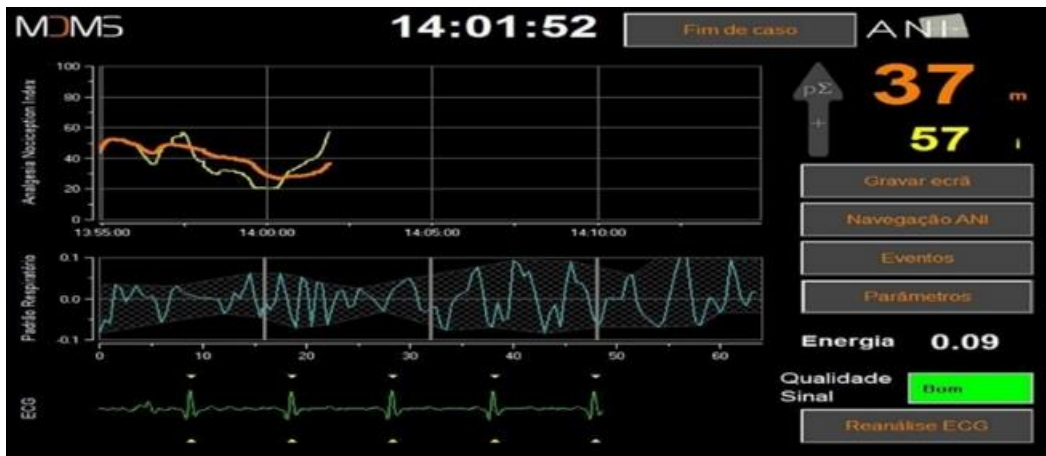 MDMS 14:01:52 Fim de caso ANI
Analgesia Nociception Index
100
80
60
40
20
0
13:55:00 14:00:00 14:05:00 14:10:00
pΣ
+
37 m
57 i
Gravar ecrã
Navegação ANI
Eventos
Parâmetros
Padrão Respiratório
0.1
0.0
-0.1
0 10 20 30 40 50 60
Energia 0.09
Qualidade
Sinal
Bom
ECG
Reanálise ECG